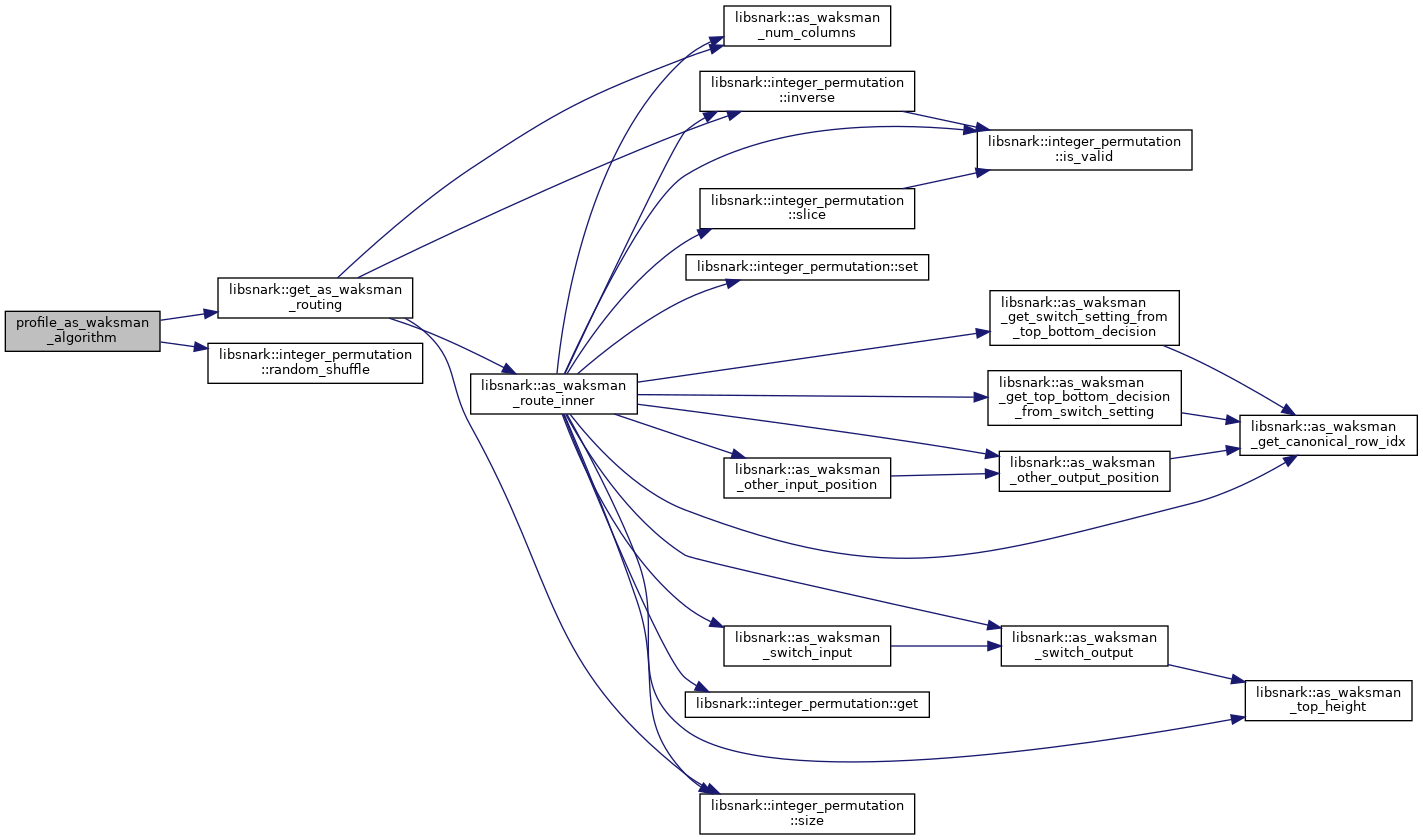 libsnark::as_waksman
_num_columns
libsnark::integer_permutation
::inverse
libsnark::integer_permutation
::is_valid
libsnark::integer_permutation
::slice
libsnark::integer_permutation::set
libsnark::get_as_waksman
_routing
libsnark::as_waksman
_get_switch_setting_from
_top_bottom_decision
profile_as_waksman
_algorithm
libsnark::integer_permutation
::random_shuffle
libsnark::as_waksman
_route_inner
libsnark::as_waksman
_get_top_bottom_decision
_from_switch_setting
libsnark::as_waksman
_get_canonical_row_idx
libsnark::as_waksman
_other_input_position
libsnark::as_waksman
_other_output_position
libsnark::as_waksman
_switch_input
libsnark::as_waksman
_switch_output
libsnark::integer_permutation::get
libsnark::as_waksman
_top_height
libsnark::integer_permutation
::size